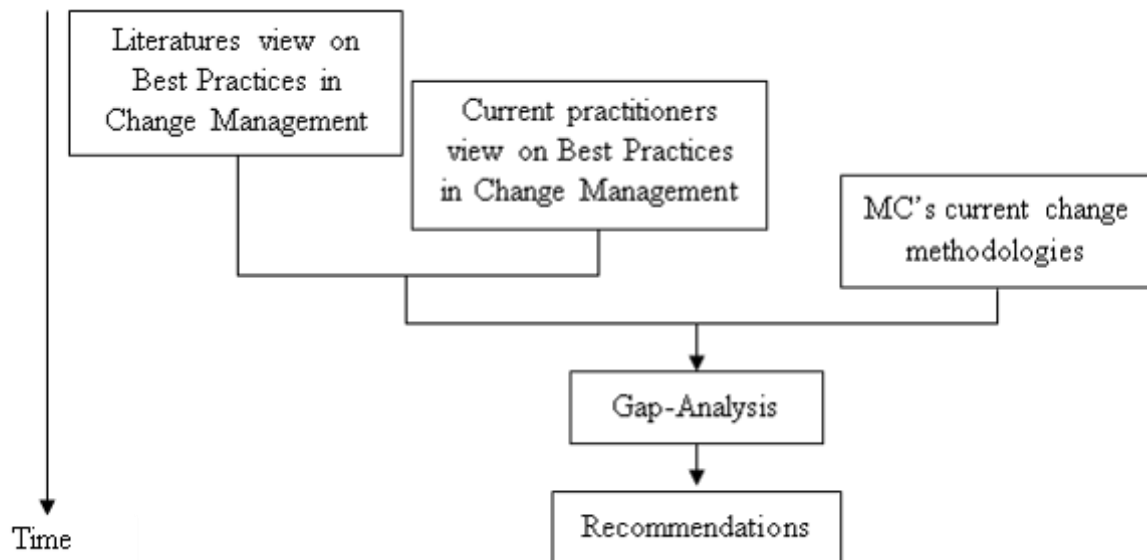 Literatures view on
Best Practices in
Change Management
Current practitioners
view on Best Practices
in Change Management
MC's current change
methodologies
Gap-Analysis
Recommendations
Time